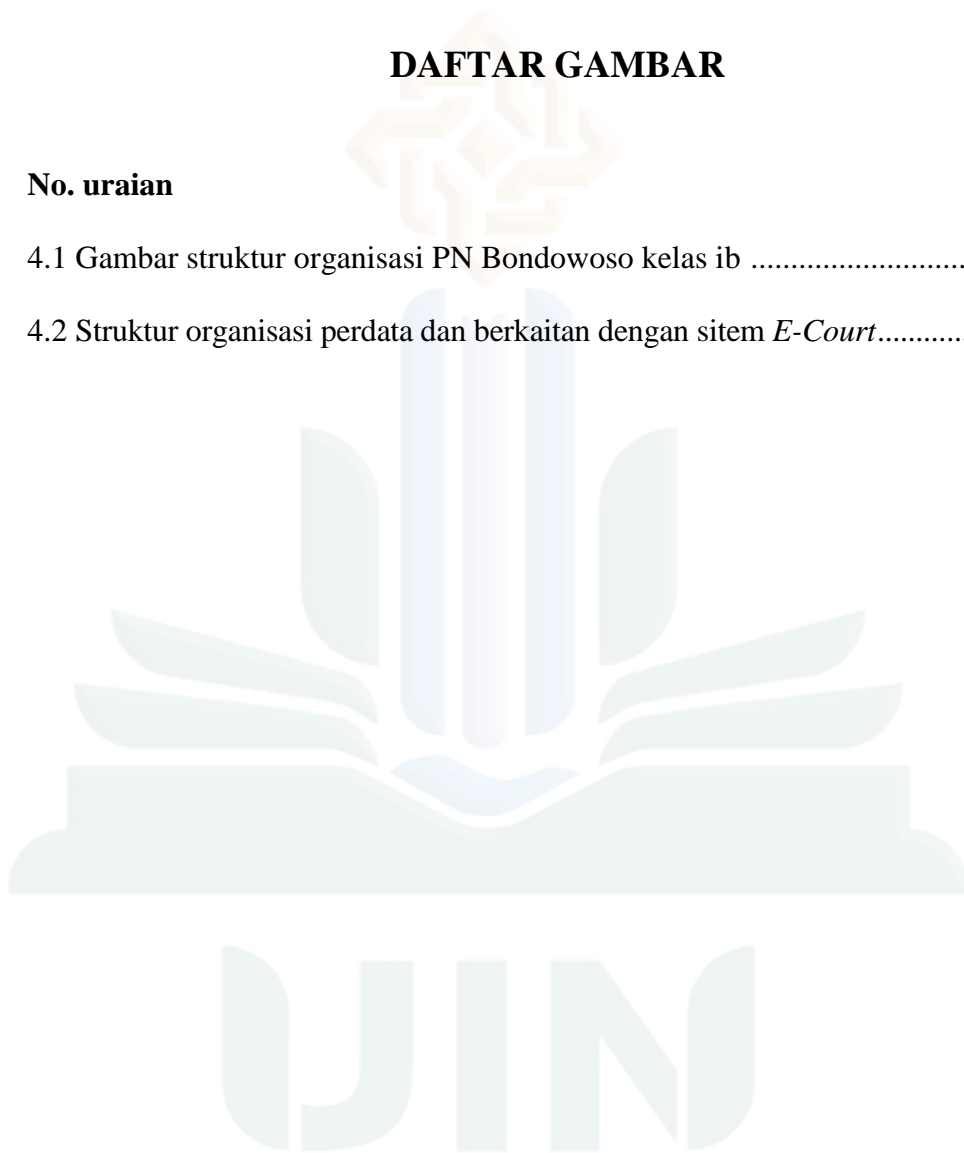 DAFTAR GAMBAR
No. uraian
4.1 Gambar struktur organisasi PN Bondowoso kelas ib ...........................
4.2 Struktur organisasi perdata dan berkaitan dengan sitem E-Court............
UIN